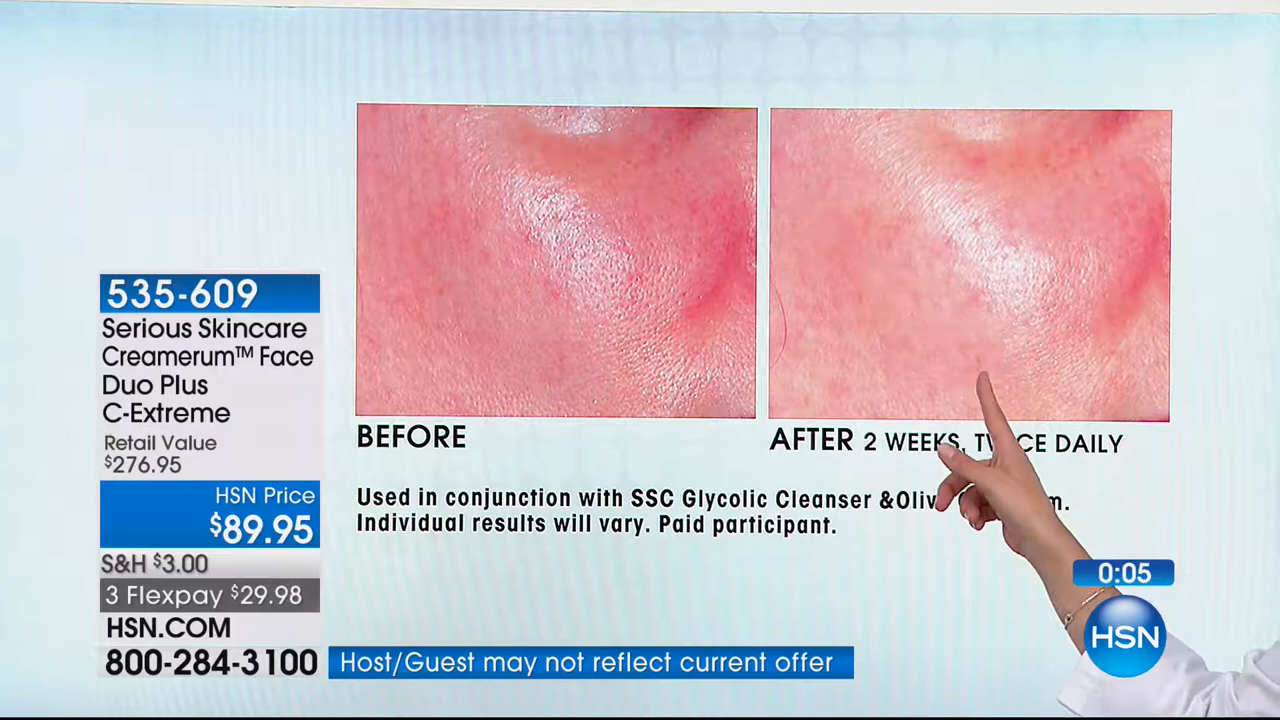 BEFORE
AFTER 2 WEEKS, TWICE DAILY
Used in conjunction with SSC Glycolic Cleanser &
Individual results will vary. Paid participant.
535-609
Serious Skincare
Creamerum™ Face
Duo Plus
C-Extreme
Retail Value
$276.95
HSN Price
$89.95
S&H $3.00
3 Flexpay $29.98
HSN.COM
800-284-3100
Host/Guest may not reflect current offer
0:05
HSN